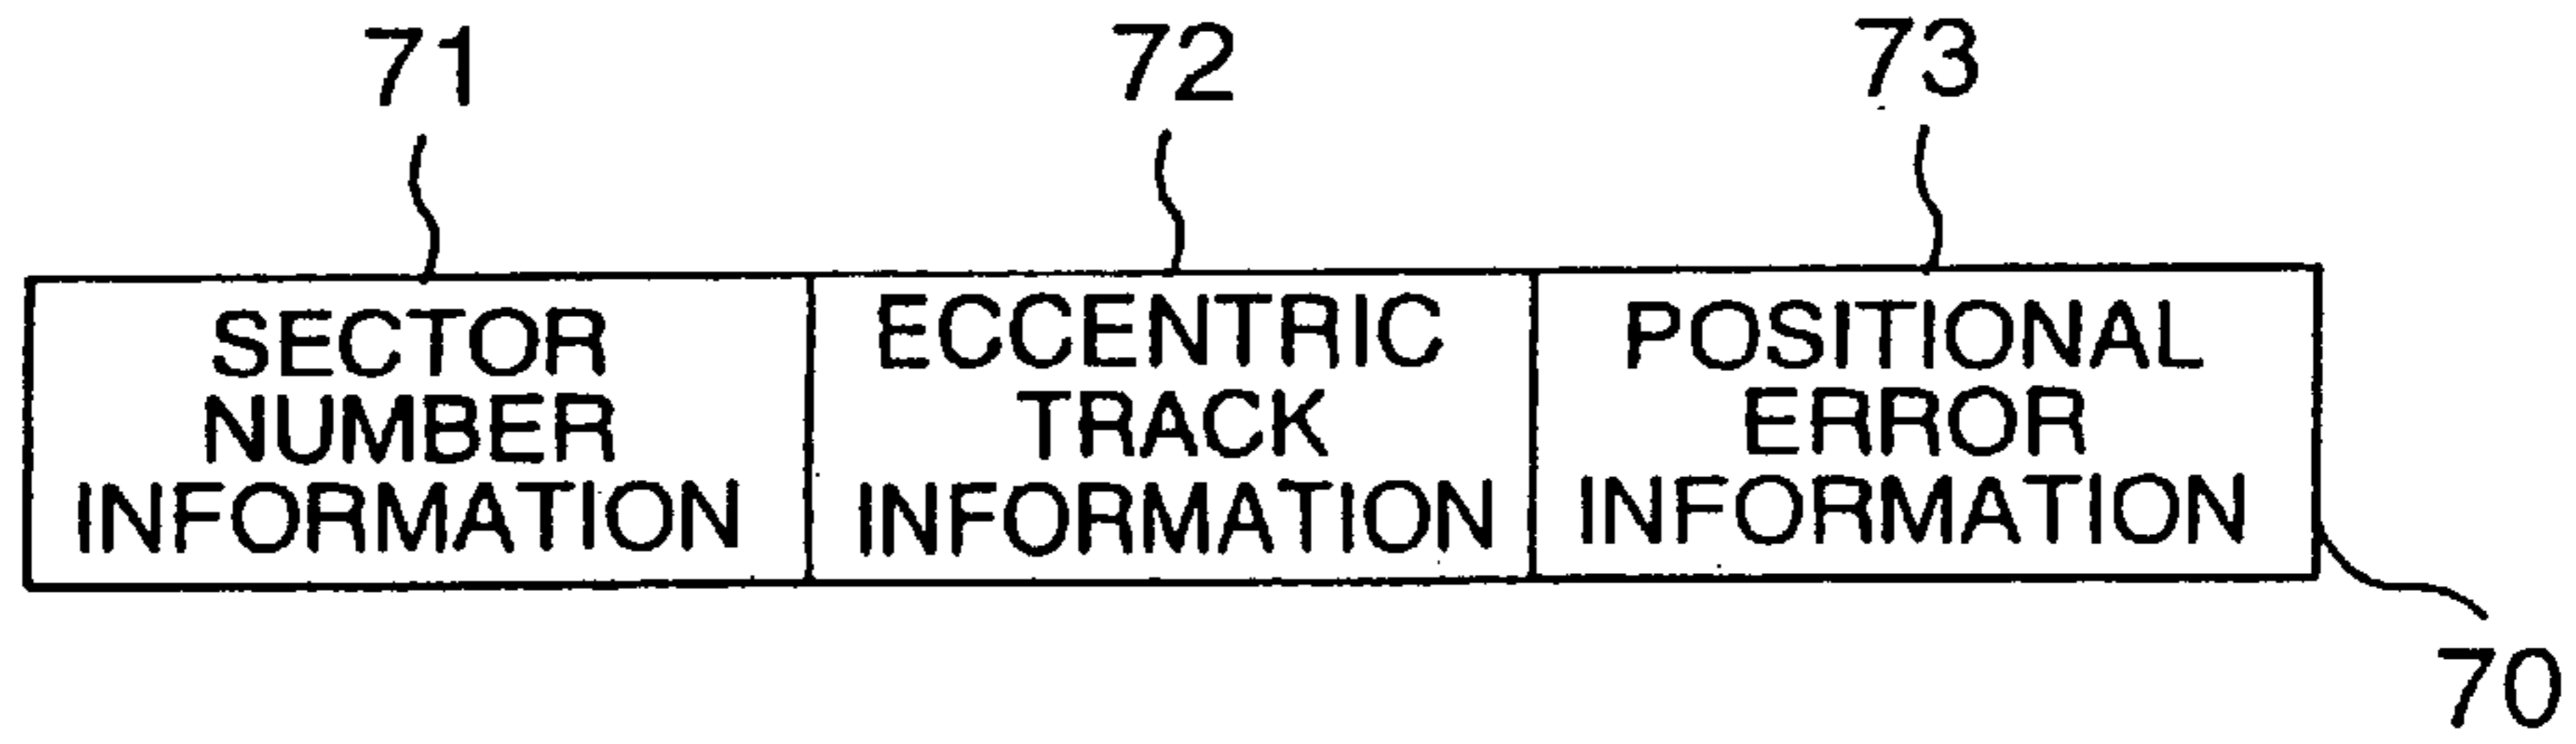 71
72
73
SECTOR
NUMBER
INFORMATION
ECCENTRIC
TRACK
INFORMATION
POSITIONAL
ERROR
INFORMATION
70